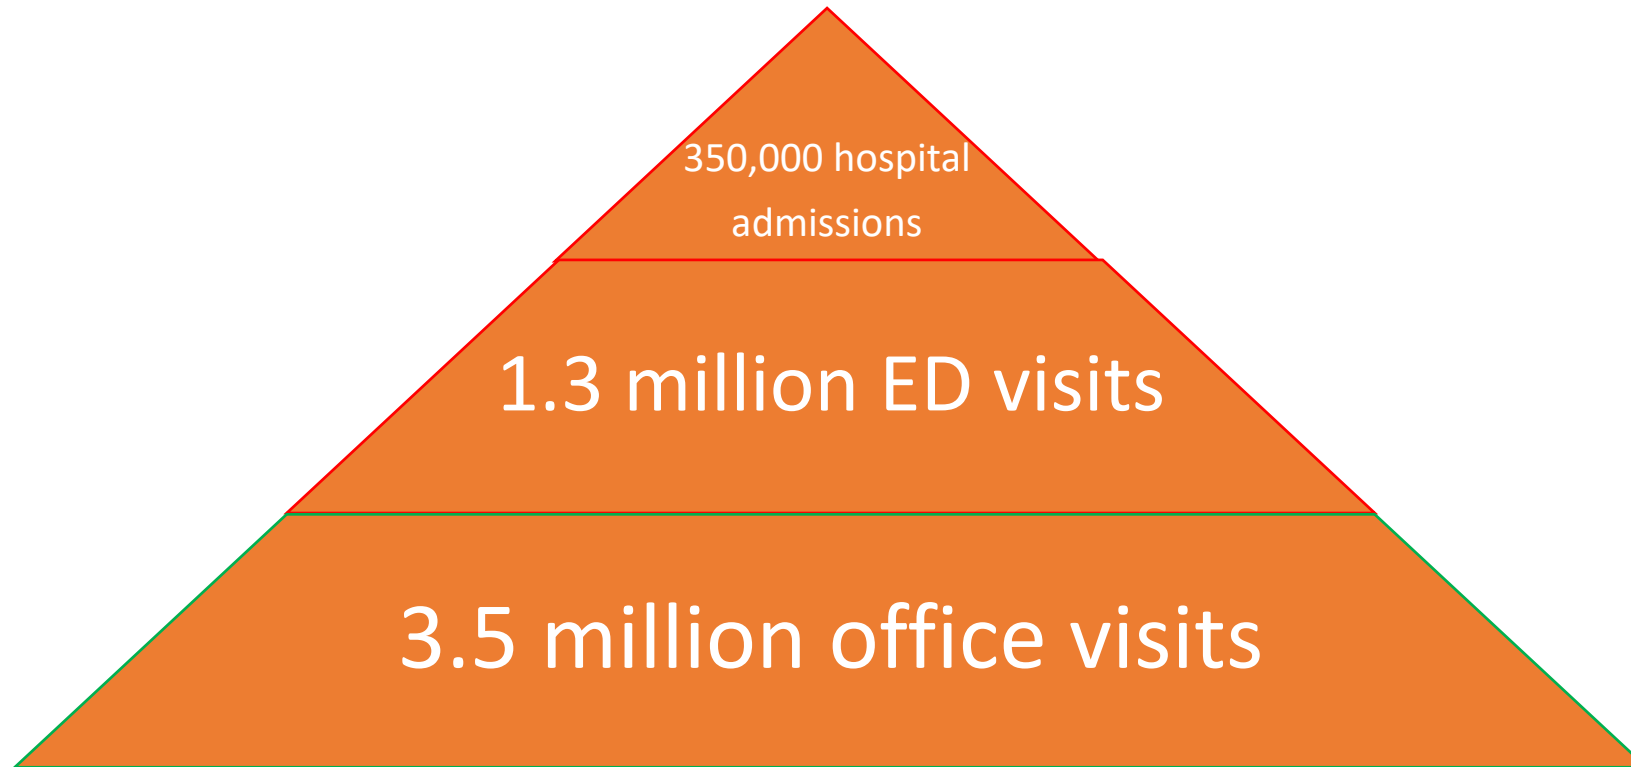 350,000 hospital
admissions
1.3 million ED visits
3.5 million office visits